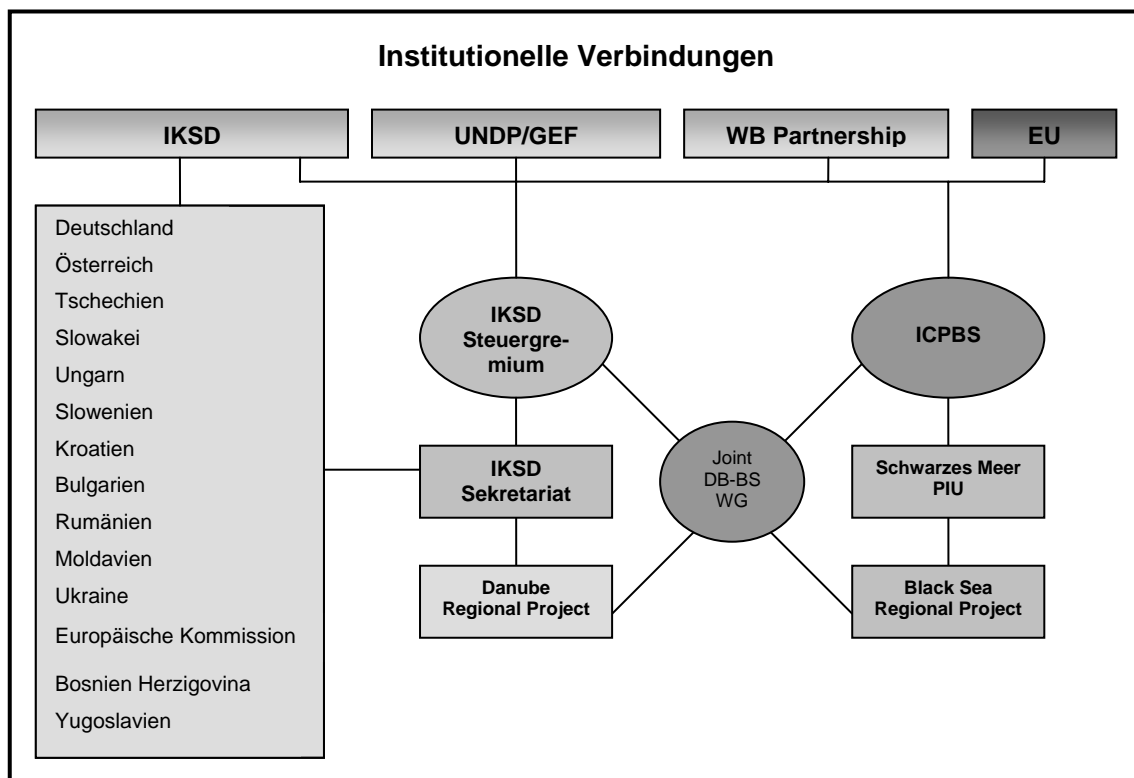 Institutionelle Verbindungen
IKSD
UNDP/GEF
WB Partnership
EU
Deutschland
Österreich
Tschechien
Slowakei
Ungarn
Slowenien
Kroatien
Bulgarien
Rumänien
Moldavien
Ukraine
Europäische Kommission
Bosnien Herzigovina
Yugoslavien
IKSD
Steuergre-
mium
ICPBS
IKSD
Sekretariat
Joint
DB-BS
WG
Schwarzes Meer
PIU
Danube
Regional Project
Black Sea
Regional Project